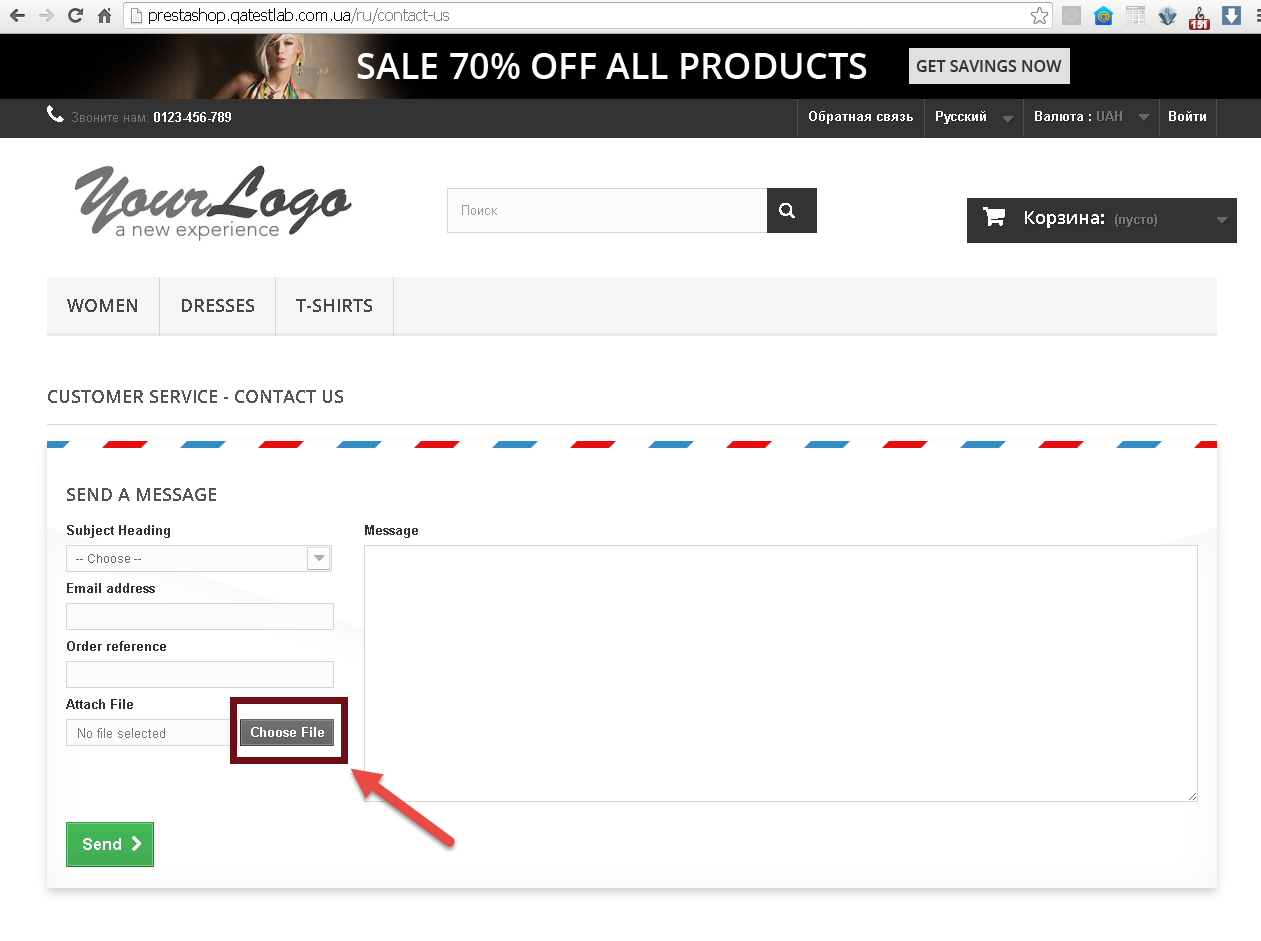 prestashop.qatestlab.com.ua/ru/contact-us
151
SALE 70% OFF ALL PRODUCTS
GET SAVINGS NOW
Звоните нам: 0123-456-789
Обратная связь
Русский
Валюта : UAH
Войти
YourLogo
a new experience
Поиск
Корзина: (пусто)
WOMEN
DRESSES
T-SHIRTS
CUSTOMER SERVICE - CONTACT US
SEND A MESSAGE
Subject Heading
-- Choose --
Email address
Order reference
Attach File
No file selected
Choose File
Message
Send